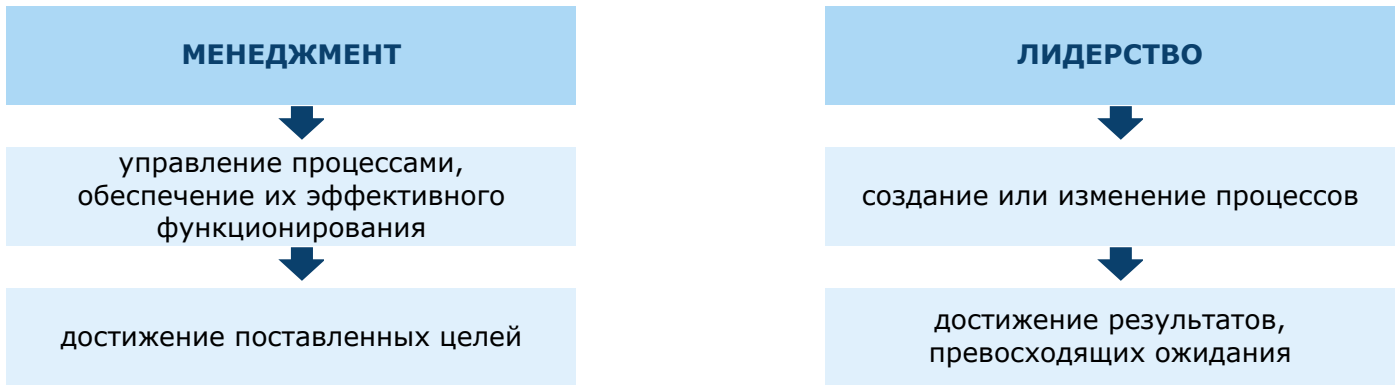 МЕНЕДЖМЕНТ
управление процессами,
обеспечение их эффективного
функционирования
достижение поставленных целей
ЛИДЕРСТВО
создание или изменение процессов
достижение результатов,
превосходящих ожидания